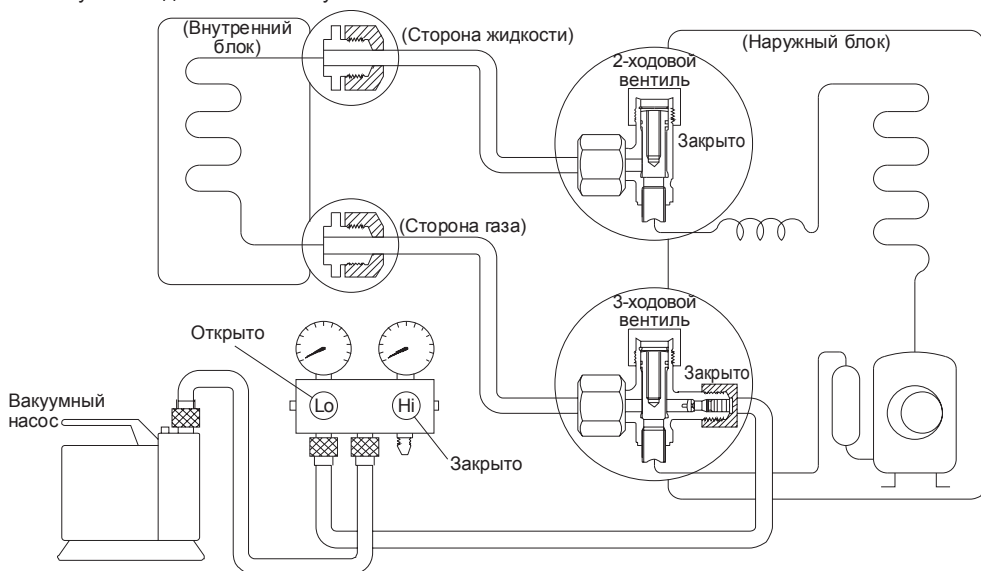 (Внутренний
блок)
(Сторона жидкости)
(Наружный блок)
2-ходовой
вентиль
Закрыто
(Сторона газа)
3-ходовой
вентиль
Закрыто
Открыто
Lo
Hi
Закрыто
Вакуумный
насос